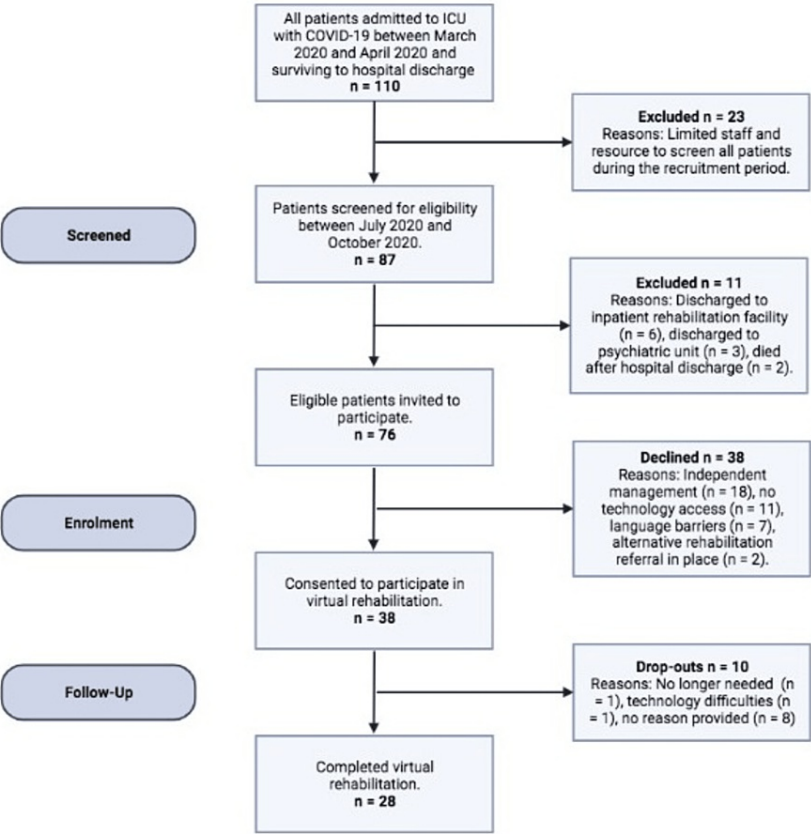 All patients admitted to ICU
with COVID-19 between March
2020 and April 2020 and
surviving to hospital discharge
n = 110
Excluded n = 23
Reasons: Limited staff and
resource to screen all patients
during the recruitment period.
Screened
Patients screened for eligibility
between July 2020 and
October 2020.
n = 87
Excluded n = 11
Reasons: Discharged to
inpatient rehabilitation facility
(n = 6), discharged to
psychiatric unit (n = 3), died
after hospital discharge (n = 2).
Eligible patients invited to
participate.
n = 76
Declined n = 38
Reasons: Independent
management (n = 18), no
technology access (n = 11),
language barriers (n = 7),
alternative rehabilitation
referral in place (n = 2).
Enrolment
Consented to participate in
virtual rehabilitation.
n = 38
Follow-Up
Drop-outs n = 10
Reasons: No longer needed (n
= 1), technology difficulties (n
= 1), no reason provided (n = 8)
Completed virtual
rehabilitation.
n = 28